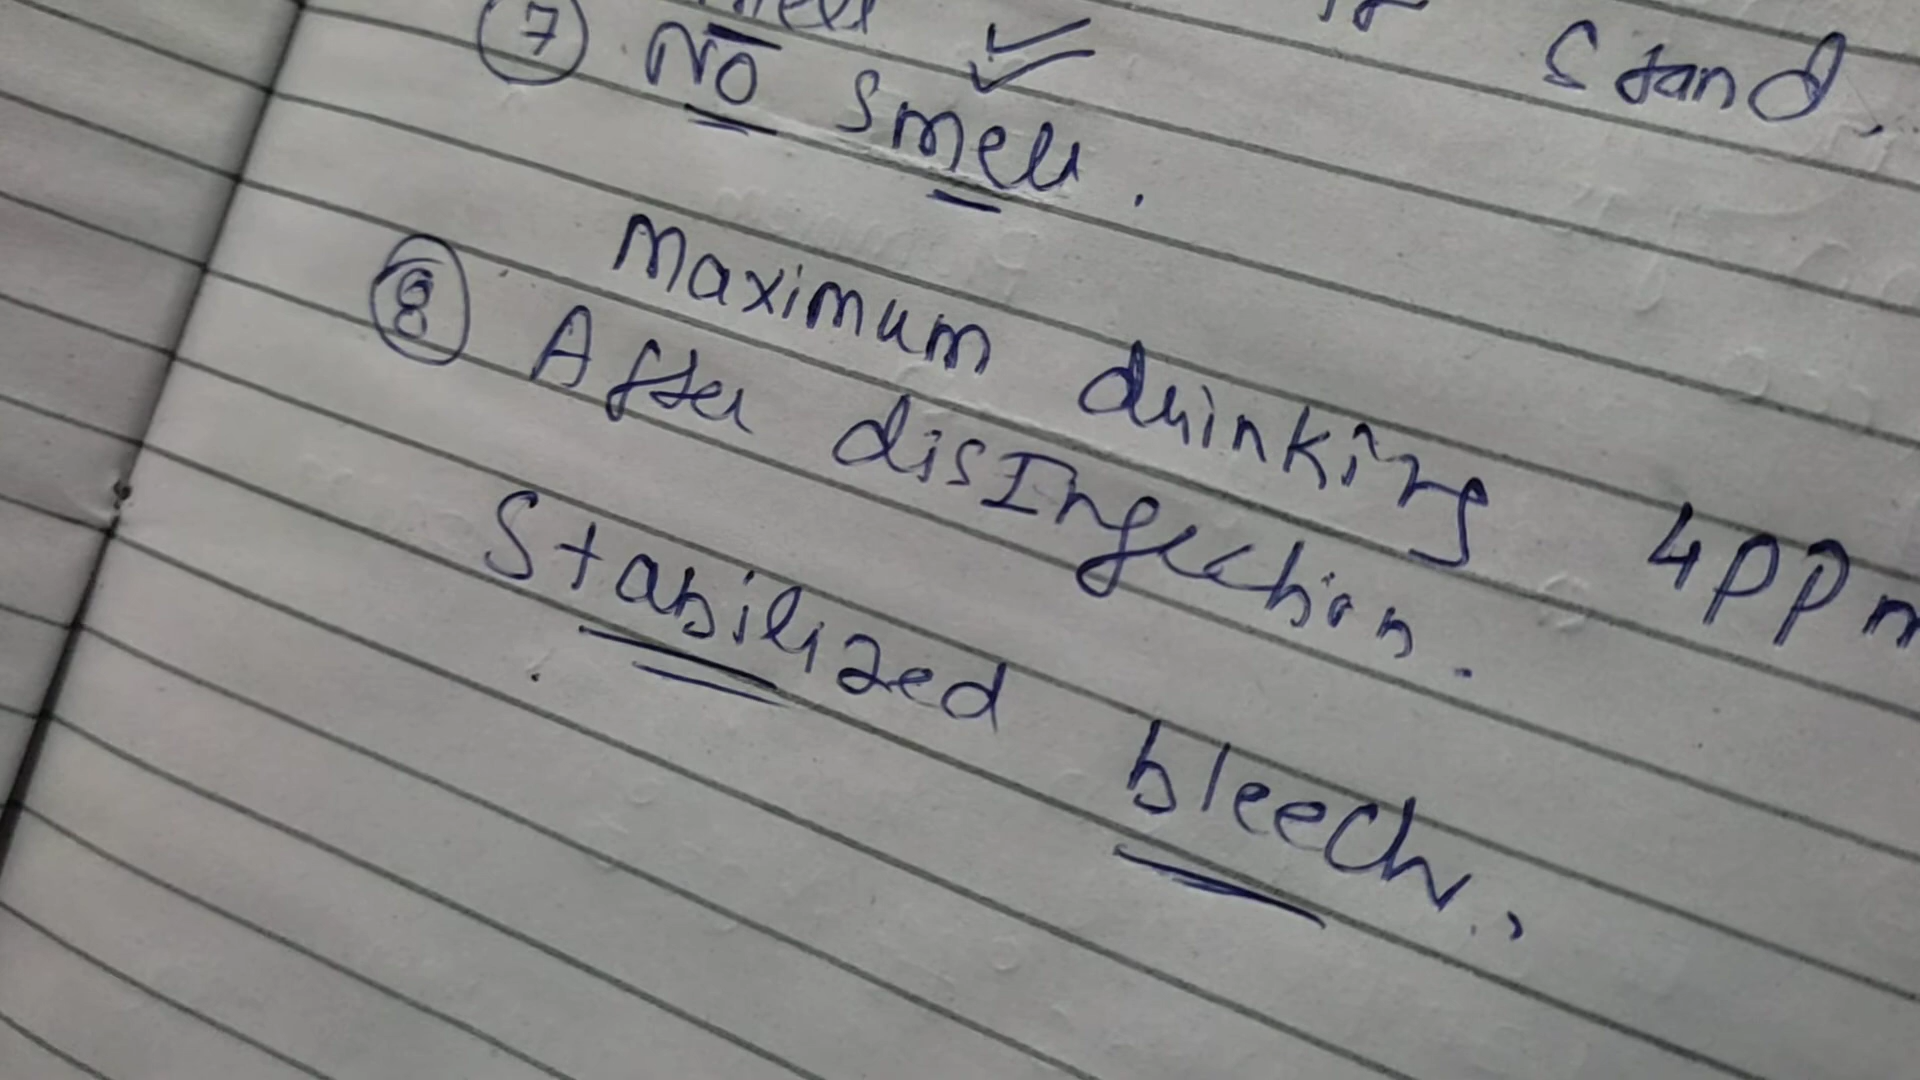 Stand.
⑦ NO Smell.
Maximum drinking 4PPm
⑧ After disInfection.
Stabilized bleech.